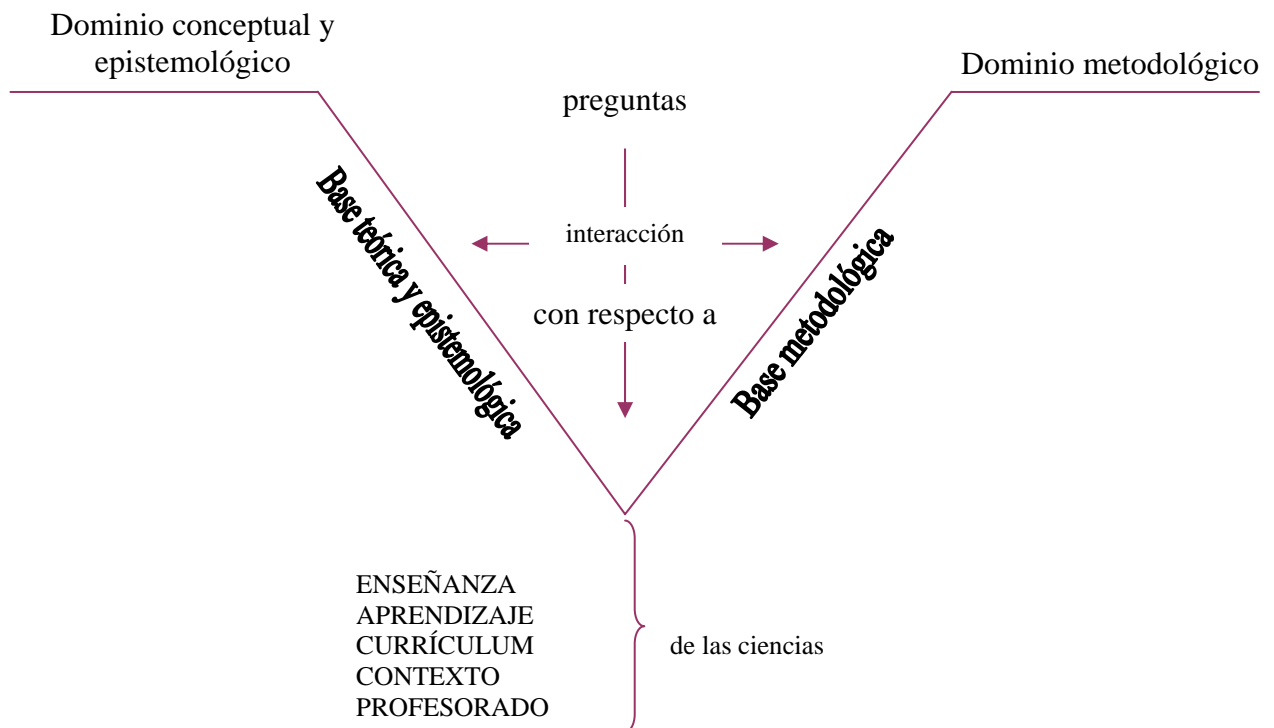 Dominio conceptual y
epistemológico
Dominio metodológico
preguntas
Base teórica y epistemológica
interacción
Base metodológica
con respecto a
ENSEÑANZA
APRENDIZAJE
CURRÍCULUM
CONTEXTO
PROFESORADO
de las ciencias